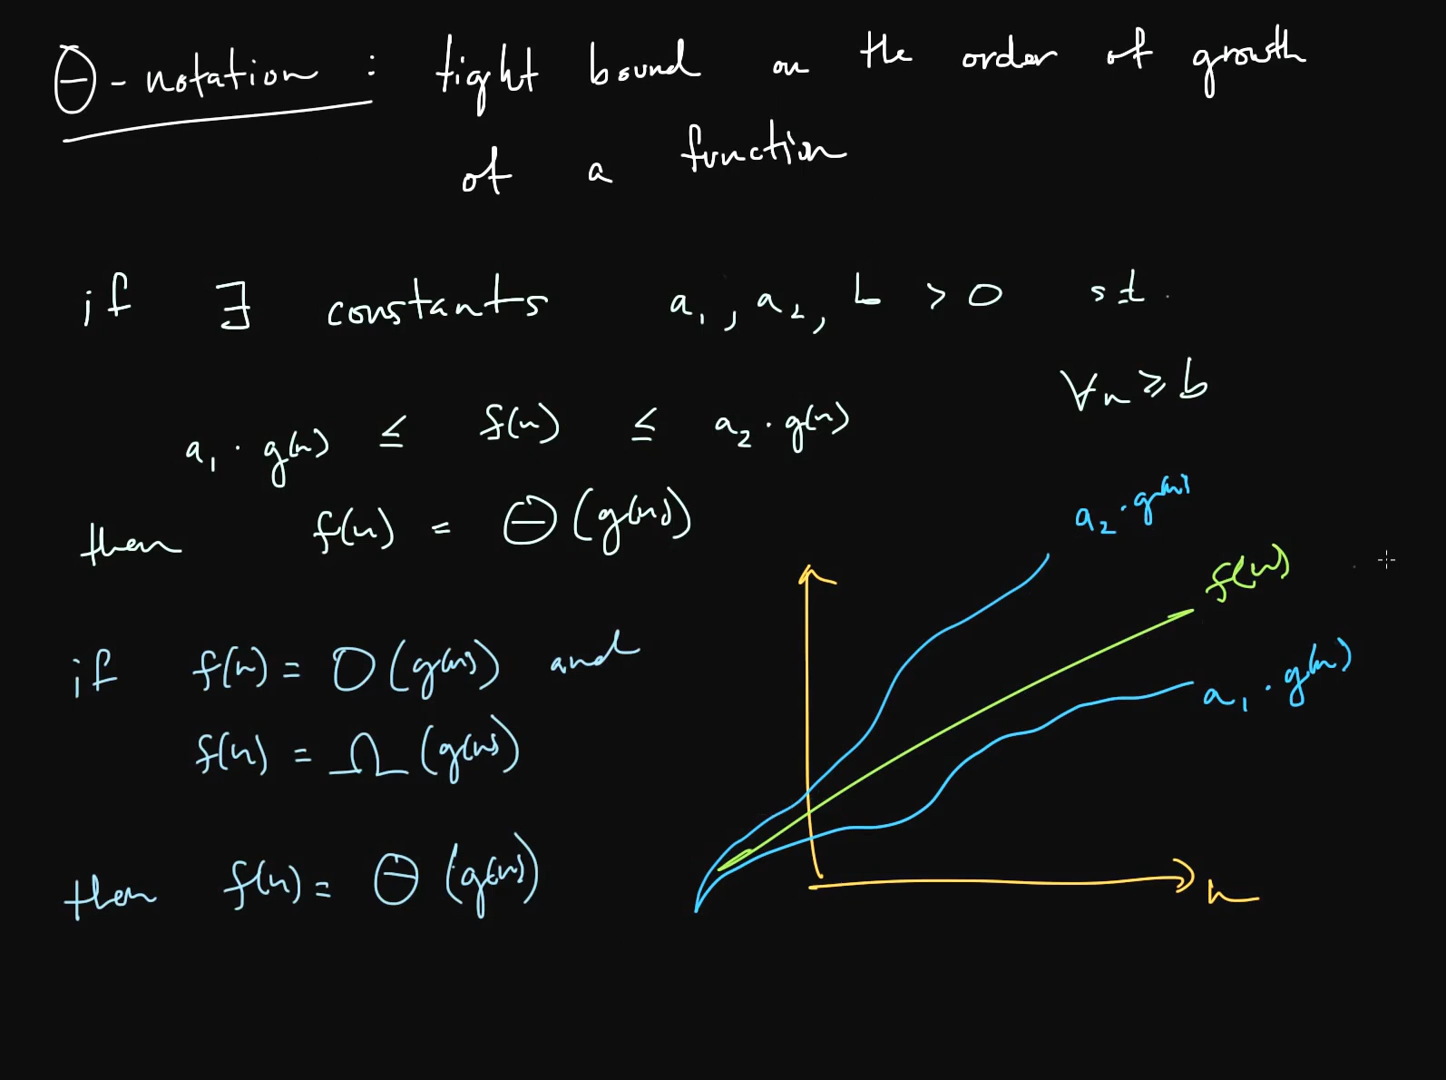 Θ-notation : tight bound on the order of growth
of a function
if ∃ constants a₁, a₂, b > 0 st.
∀n ≥ b
a₁ · g(n) ≤ f(n) ≤ a₂ · g(n)
then f(n) = Θ(g(n))
a₂ · g(n)
f(n)
if f(n) = O(g(n)) and
a₁ · g(n)
f(n) = Ω(g(n))
then f(n) = Θ(g(n))
n